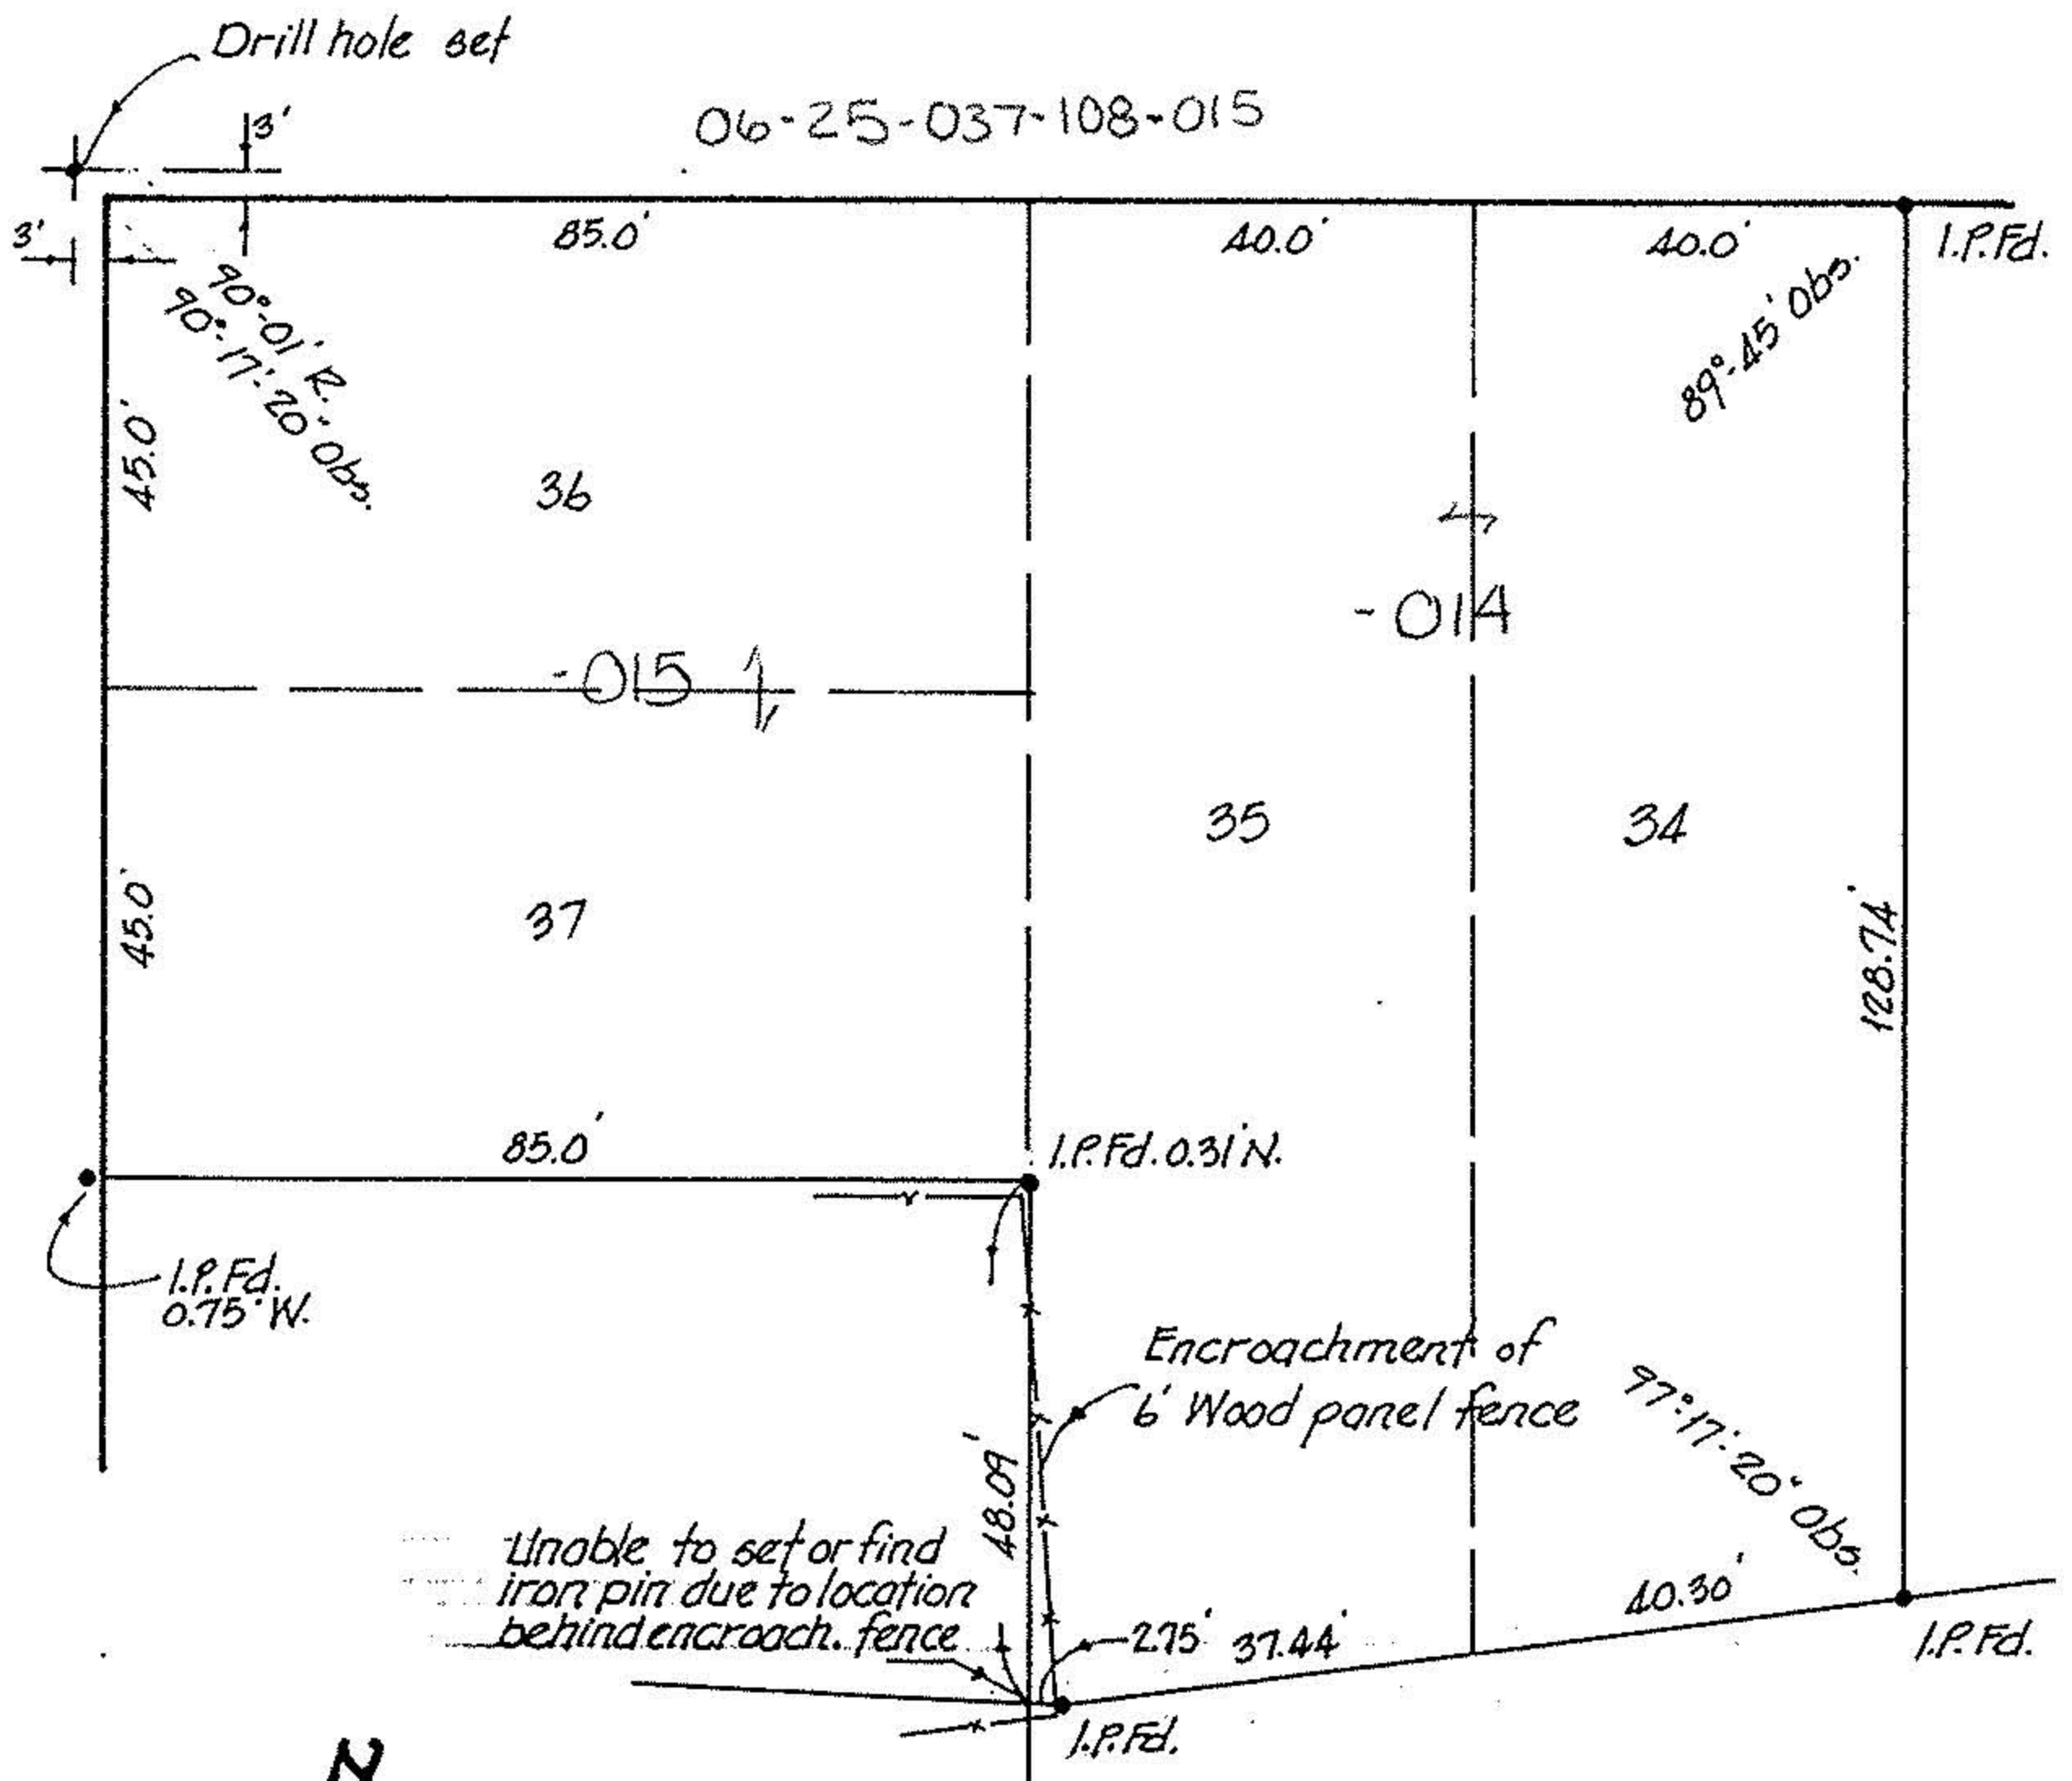 Drill hole set
06-25-037-108-015
3'
3'
85.0'
40.0'
40.0'
I.P.Fd.
90°-01' R.
90°-17'-20" Obs.
89°-45' Obs.
45.0'
36
-014
-015
35
34
37
45.0'
128.74'
85.0'
I.P.Fd. 0.31' N.
I.P.Fd.
0.75' W.
Encroachment of
6' Wood panel fence
97°-17'-20" Obs.
48.09'
Unable to set or find
iron pin due to location
behind encroach. fence
2.75'
37.44'
40.30'
I.P.Fd.
I.P.Fd.
N